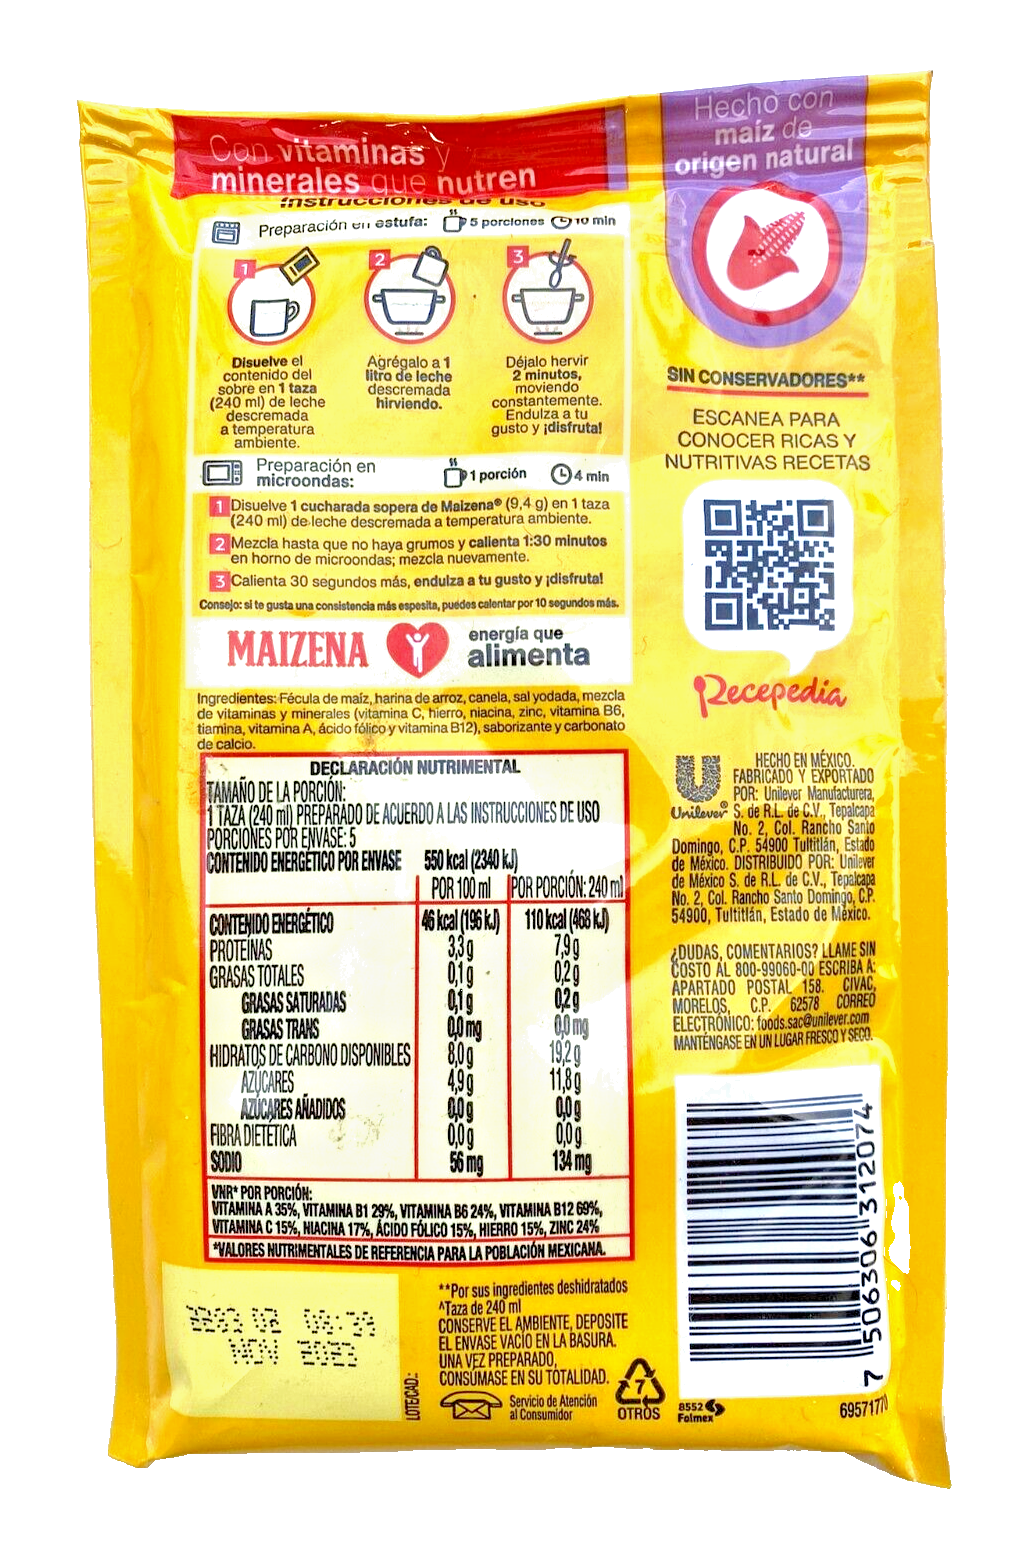 Con vitaminas y
minerales que nutren
Instrucciones de uso
Preparación en estufa: 5 porciones 10 min
1
2
3
Disuelve el
contenido del
sobre en 1 taza
(240 ml) de leche
descremada
a temperatura
ambiente.
Agrégalo a 1
litro de leche
descremada
hirviendo.
Déjalo hervir
2 minutos,
moviendo
constantemente.
Endulza a tu
gusto y ¡disfruta!
Preparación en
microondas:
1 porción 4 min
1 Disuelve 1 cucharada sopera de Maizena® (9,4 g) en 1 taza
(240 ml) de leche descremada a temperatura ambiente.
2 Mezcla hasta que no haya grumos y calienta 1:30 minutos
en horno de microondas; mezcla nuevamente.
3 Calienta 30 segundos más, endulza a tu gusto y ¡disfruta!
Consejo: si te gusta una consistencia más espesita, puedes calentar por 10 segundos más.
MAIZENA
energía que
alimenta
Ingredientes: Fécula de maíz, harina de arroz, canela, sal yodada, mezcla
de vitaminas y minerales (vitamina C, hierro, niacina, zinc, vitamina B6,
tiamina, vitamina A, ácido fólico y vitamina B12), saborizante y carbonato
de calcio.
DECLARACIÓN NUTRIMENTAL
TAMAÑO DE LA PORCIÓN:
1 TAZA (240 ml) PREPARADO DE ACUERDO A LAS INSTRUCCIONES DE USO
PORCIONES POR ENVASE: 5
CONTENIDO ENERGÉTICO POR ENVASE 550 kcal (2340 kJ)
POR 100 ml POR PORCIÓN: 240 ml
CONTENIDO ENERGÉTICO 46 kcal (196 kJ) 110 kcal (468 kJ)
PROTEÍNAS 3,3 g 7,9 g
GRASAS TOTALES 0,1 g 0,2 g
GRASAS SATURADAS 0,1 g 0,2 g
GRASAS TRANS 0,0 mg 0,0 mg
HIDRATOS DE CARBONO DISPONIBLES 8,0 g 19,2 g
AZÚCARES 4,9 g 11,8 g
AZÚCARES AÑADIDOS 0,0 g 0,0 g
FIBRA DIETÉTICA 0,0 g 0,0 g
SODIO 56 mg 134 mg
VNR* POR PORCIÓN:
VITAMINA A 35%, VITAMINA B1 29%, VITAMINA B6 24%, VITAMINA B12 69%,
VITAMINA C 15%, NIACINA 17%, ÁCIDO FÓLICO 15%, HIERRO 15%, ZINC 24%
*VALORES NUTRIMENTALES DE REFERENCIA PARA LA POBLACIÓN MEXICANA.
LOTE/CAD.:
**Por sus ingredientes deshidratados
^Taza de 240 ml
CONSERVE EL AMBIENTE, DEPOSITE
EL ENVASE VACÍO EN LA BASURA.
UNA VEZ PREPARADO,
CONSÚMASE EN SU TOTALIDAD.
Servicio de Atención
al Consumidor
7
OTROS
Hecho con
maíz de
origen natural
SIN CONSERVADORES**
ESCANEA PARA
CONOCER RICAS Y
NUTRITIVAS RECETAS
Recepedia
Unilever®
HECHO EN MÉXICO.
FABRICADO Y EXPORTADO
POR: Unilever Manufacturera,
S. de R.L. de C.V., Tepalcapa
No. 2, Col. Rancho Santo
Domingo, C.P. 54900 Tultitlán, Estado
de México. DISTRIBUIDO POR: Unilever
de México S. de R.L. de C.V., Tepalcapa
No. 2, Col. Rancho Santo Domingo, C.P.
54900, Tultitlán, Estado de México.
¿DUDAS, COMENTARIOS? LLAME SIN
COSTO AL 800-99060-00 ESCRIBA A:
APARTADO POSTAL 158. CIVAC,
MORELOS, C.P. 62578 CORREO
ELECTRÓNICO: foods.sac@unilever.com
MANTÉNGASE EN UN LUGAR FRESCO Y SECO.
7 506306 312074
8552
Folmex
6957177